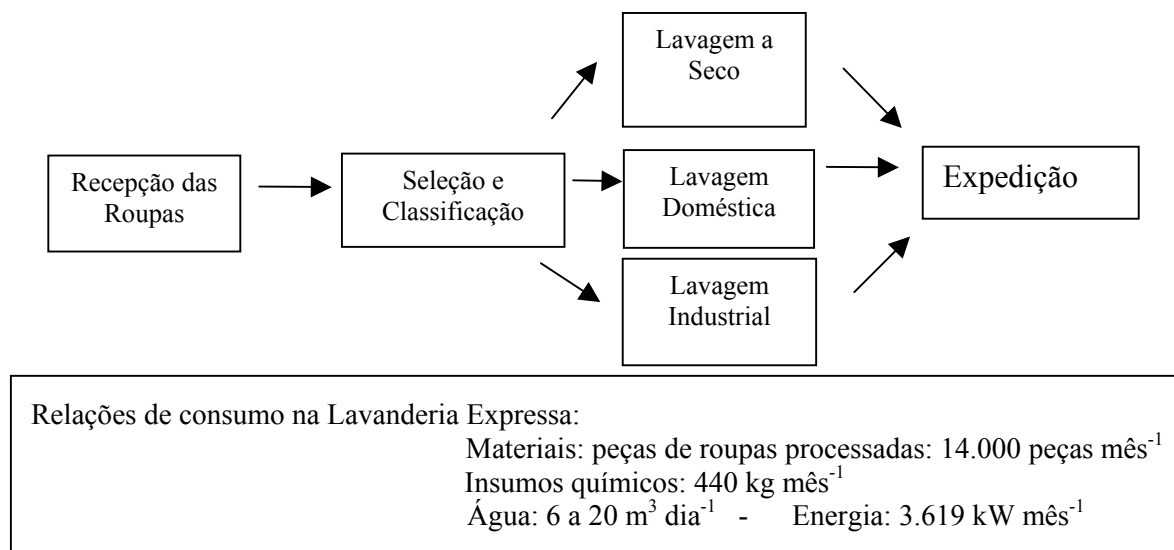 Recepção das
Roupas
Seleção e
Classificação
Lavagem a
Seco
Lavagem
Doméstica
Lavagem
Industrial
Expedição
Relações de consumo na Lavanderia Expressa:
Materiais: peças de roupas processadas: 14.000 peças mês⁻¹
Insumos químicos: 440 kg mês⁻¹
Água: 6 a 20 m³ dia⁻¹ - Energia: 3.619 kW mês⁻¹